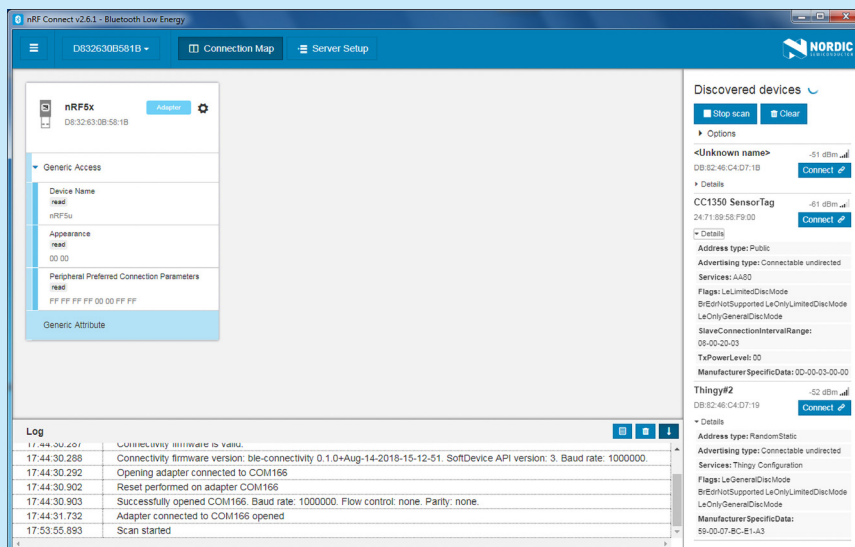 nRF Connect v2.6.1 - Bluetooth Low Energy
D832630B581B
Connection Map
Server Setup
NORDIC
SEMICONDUCTOR
nRF5x
Adapter
D8:32:63:0B:58:1B
Generic Access
Device Name
read
nRF5u
Appearance
read
00 00
Peripheral Preferred Connection Parameters
read
FF FF FF FF 00 00 FF FF
Generic Attribute
Discovered devices
Stop scan
Clear
Options
<Unknown name>
-51 dBm
DB:82:46:C4:D7:1B
Connect
Details
CC1350 SensorTag
-61 dBm
24:71:89:58:F9:00
Connect
Details
Address type: Public
Advertising type: Connectable undirected
Services: AA80
Flags: LeLimitedDiscMode
BrEdrNotSupported LeOnlyLimitedDiscMode
LeOnlyGeneralDiscMode
SlaveConnectionIntervalRange:
08-00-20-03
TxPowerLevel: 00
ManufacturerSpecificData: 0D-00-03-00-00
Thingy#2
-52 dBm
DB:82:46:C4:D7:19
Connect
Details
Address type: RandomStatic
Advertising type: Connectable undirected
Services: Thingy Configuration
Flags: LeGeneralDiscMode
BrEdrNotSupported LeOnlyLimitedDiscMode
LeOnlyGeneralDiscMode
ManufacturerSpecificData:
59-00-07-BC-E1-A3
Log
17:44:30.287 Connectivity firmware is valid.
17:44:30.288 Connectivity firmware version: ble-connectivity 0.1.0+Aug-14-2018-15-12-51. SoftDevice API version: 3. Baud rate: 1000000.
17:44:30.292 Opening adapter connected to COM166
17:44:30.902 Reset performed on adapter COM166
17:44:30.903 Successfully opened COM166. Baud rate: 1000000. Flow control: none. Parity: none.
17:44:31.732 Adapter connected to COM166 opened
17:53:55.893 Scan started